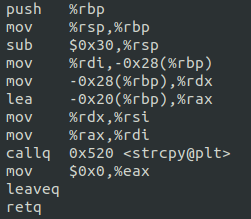 push   %rbp
mov    %rsp,%rbp
sub    $0x30,%rsp
mov    %rdi,-0x28(%rbp)
mov    -0x28(%rbp),%rdx
lea    -0x20(%rbp),%rax
mov    %rdx,%rsi
mov    %rax,%rdi
callq  0x520 <strcpy@plt>
mov    $0x0,%eax
leaveq
retq